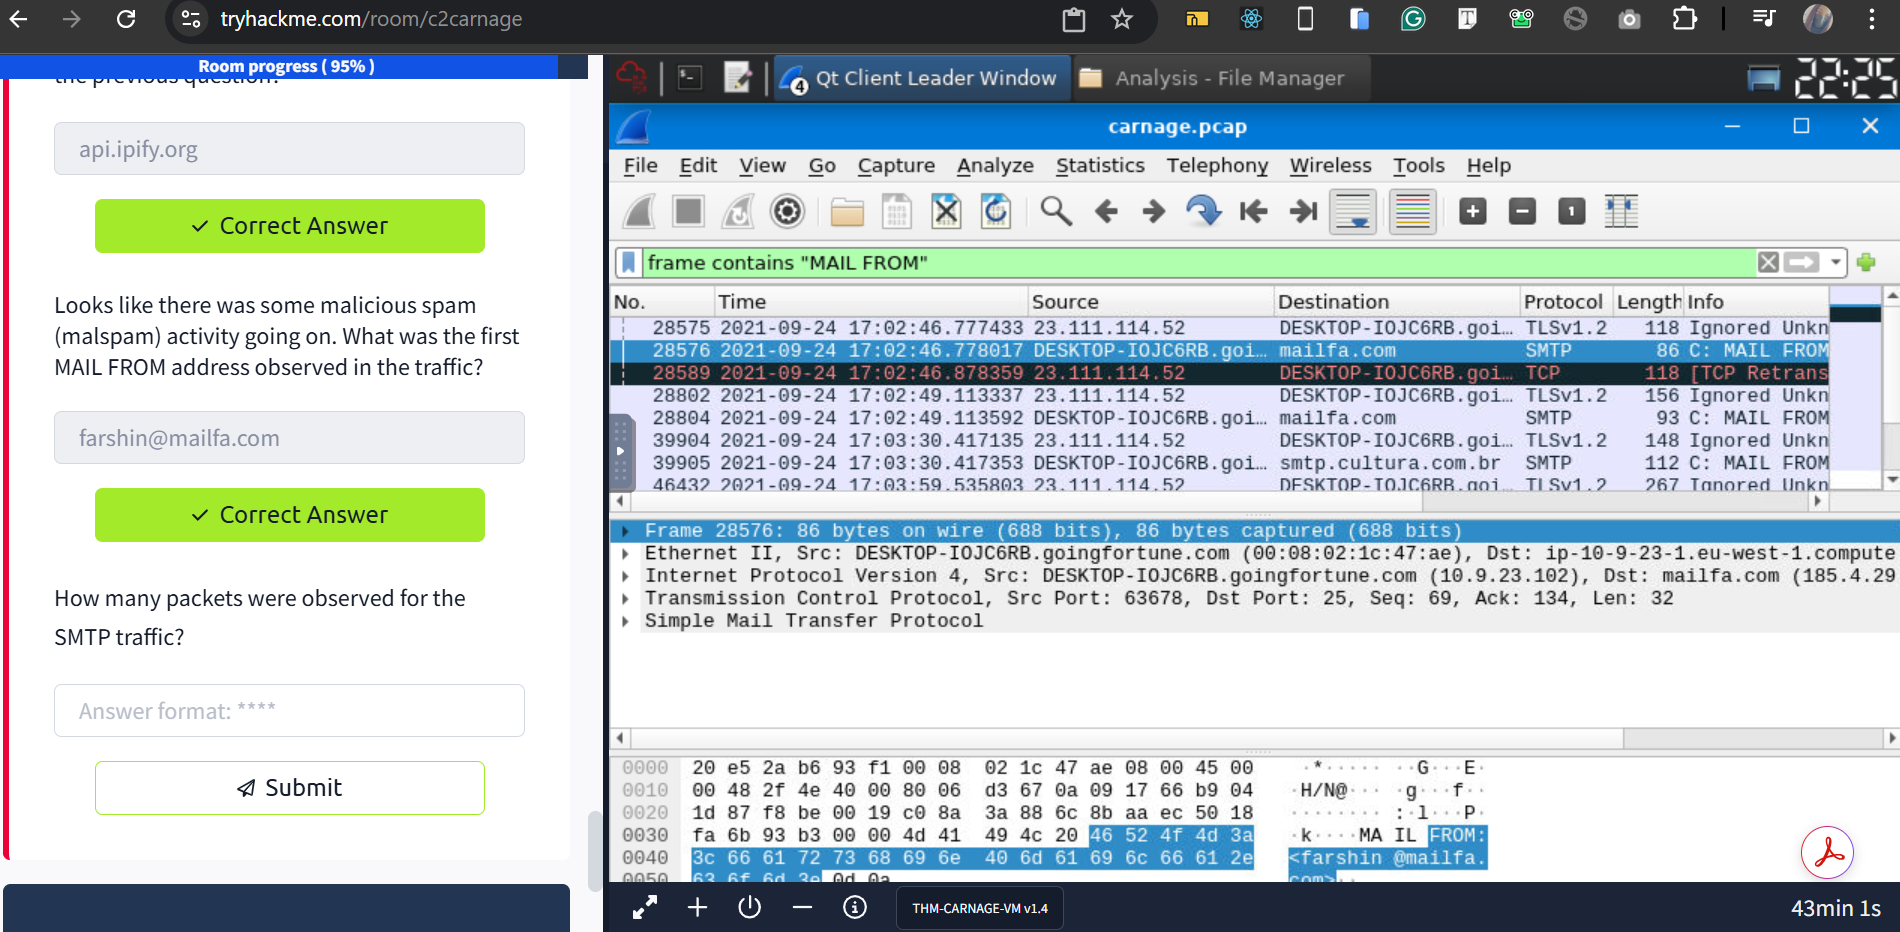 tryhackme.com/room/c2carnage
Room progress ( 95% )
the previous question?
api.ipify.org
Correct Answer
Looks like there was some malicious spam
(malspam) activity going on. What was the first
MAIL FROM address observed in the traffic?
farshin@mailfa.com
Correct Answer
How many packets were observed for the
SMTP traffic?
Answer format: ****
Submit
4 Qt Client Leader Window
Analysis - File Manager
22:25
carnage.pcap
File Edit View Go Capture Analyze Statistics Telephony Wireless Tools Help
frame contains "MAIL FROM"
No. Time Source Destination Protocol Length Info
28575 2021-09-24 17:02:46.777433 23.111.114.52 DESKTOP-IOJC6RB.goi… TLSv1.2 118 Ignored Unkn
28576 2021-09-24 17:02:46.778017 DESKTOP-IOJC6RB.goi… mailfa.com SMTP 86 C: MAIL FROM
28589 2021-09-24 17:02:46.878359 23.111.114.52 DESKTOP-IOJC6RB.goi… TCP 118 [TCP Retrans
28802 2021-09-24 17:02:49.113337 23.111.114.52 DESKTOP-IOJC6RB.goi… TLSv1.2 156 Ignored Unkn
28804 2021-09-24 17:02:49.113592 DESKTOP-IOJC6RB.goi… mailfa.com SMTP 93 C: MAIL FROM
39904 2021-09-24 17:03:30.417135 23.111.114.52 DESKTOP-IOJC6RB.goi… TLSv1.2 148 Ignored Unkn
39905 2021-09-24 17:03:30.417353 DESKTOP-IOJC6RB.goi… smtp.cultura.com.br SMTP 112 C: MAIL FROM
46432 2021-09-24 17:03:59.535803 23.111.114.52 DESKTOP-IOJC6RB.goi… TLSv1.2 267 Ignored Unkn
Frame 28576: 86 bytes on wire (688 bits), 86 bytes captured (688 bits)
Ethernet II, Src: DESKTOP-IOJC6RB.goingfortune.com (00:08:02:1c:47:ae), Dst: ip-10-9-23-1.eu-west-1.compute
Internet Protocol Version 4, Src: DESKTOP-IOJC6RB.goingfortune.com (10.9.23.102), Dst: mailfa.com (185.4.29
Transmission Control Protocol, Src Port: 63678, Dst Port: 25, Seq: 69, Ack: 134, Len: 32
Simple Mail Transfer Protocol
0000 20 e5 2a b6 93 f1 00 08 02 1c 47 ae 08 00 45 00 ·*····· ··G···E·
0010 00 48 2f 4e 40 00 80 06 d3 67 0a 09 17 66 b9 04 ·H/N@··· ·g···f··
0020 1d 87 f8 be 00 19 c0 8a 3a 88 6c 8b aa ec 50 18 ········ :·l···P·
0030 fa 6b 93 b3 00 00 4d 41 49 4c 20 46 52 4f 4d 3a ·k····MA IL FROM:
0040 3c 66 61 72 73 68 69 6e 40 6d 61 69 6c 66 61 2e <farshin @mailfa.
0050 63 6f 6d 3e 0d 0a com>··
THM-CARNAGE-VM v1.4
43min 1s